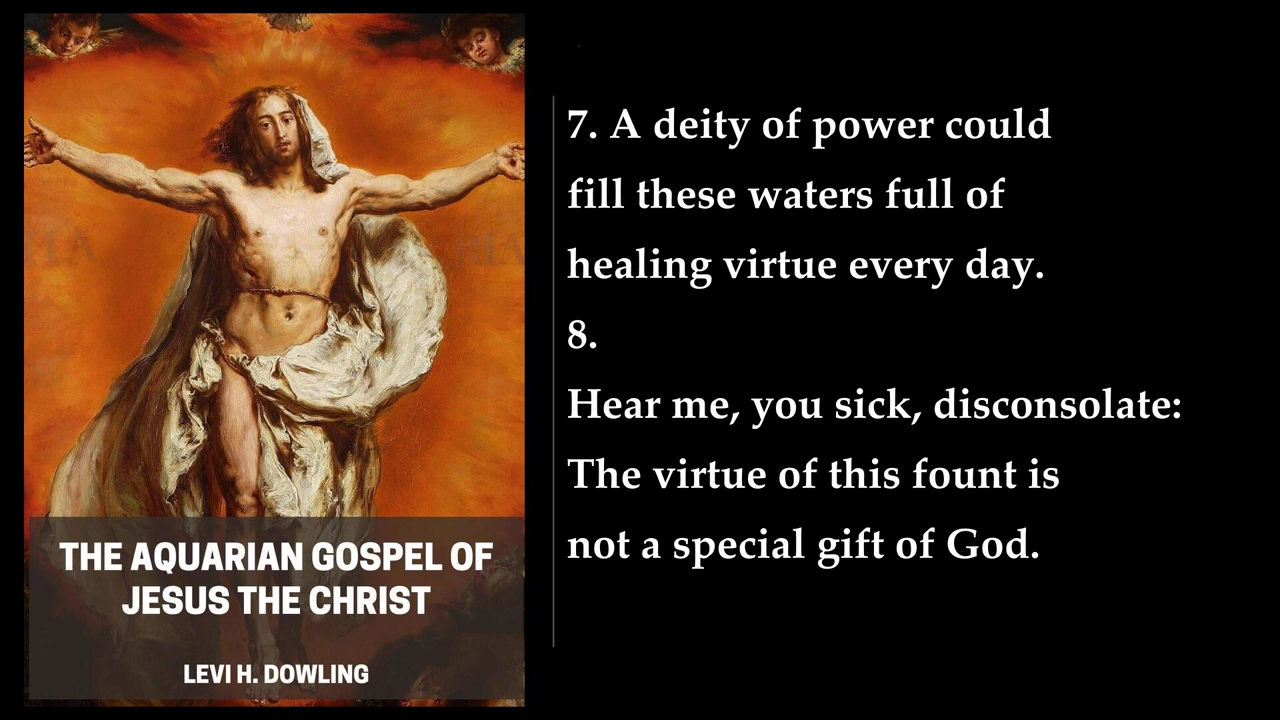 THE AQUARIAN GOSPEL OF
JESUS THE CHRIST
LEVI H. DOWLING
7. A deity of power could
fill these waters full of
healing virtue every day.
8.
Hear me, you sick, disconsolate:
The virtue of this fount is
not a special gift of God.